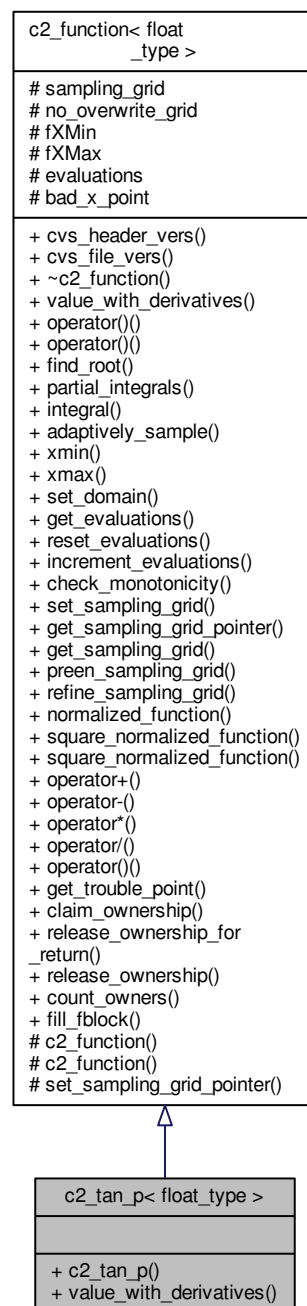 c2_function< float
_type >
# sampling_grid
# no_overwrite_grid
# fXMin
# fXMax
# evaluations
# bad_x_point
+ cvs_header_vers()
+ cvs_file_vers()
+ ~c2_function()
+ value_with_derivatives()
+ operator()()
+ operator()()
+ find_root()
+ partial_integrals()
+ integral()
+ adaptively_sample()
+ xmin()
+ xmax()
+ set_domain()
+ get_evaluations()
+ reset_evaluations()
+ increment_evaluations()
+ check_monotonicity()
+ set_sampling_grid()
+ get_sampling_grid_pointer()
+ get_sampling_grid()
+ preen_sampling_grid()
+ refine_sampling_grid()
+ normalized_function()
+ square_normalized_function()
+ square_normalized_function()
+ operator+()
+ operator-()
+ operator*()
+ operator/()
+ operator()()
+ get_trouble_point()
+ claim_ownership()
+ release_ownership_for
_return()
+ release_ownership()
+ count_owners()
+ fill_fblock()
# c2_function()
# c2_function()
# set_sampling_grid_pointer()
c2_tan_p< float_type >
+ c2_tan_p()
+ value_with_derivatives()